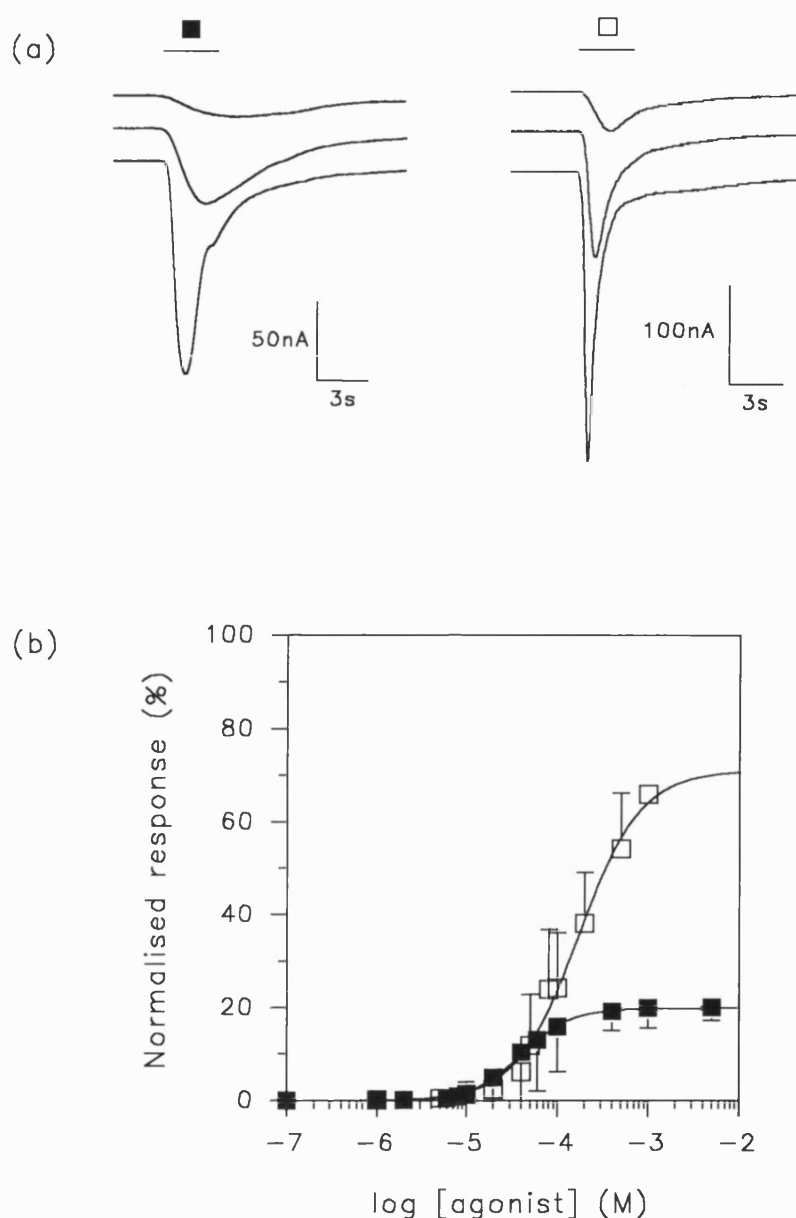 (a)
50nA
3s
100nA
3s
(b)
Normalised response (%)
100
80
60
40
20
0
−7 −6 −5 −4 −3 −2
log [agonist] (M)